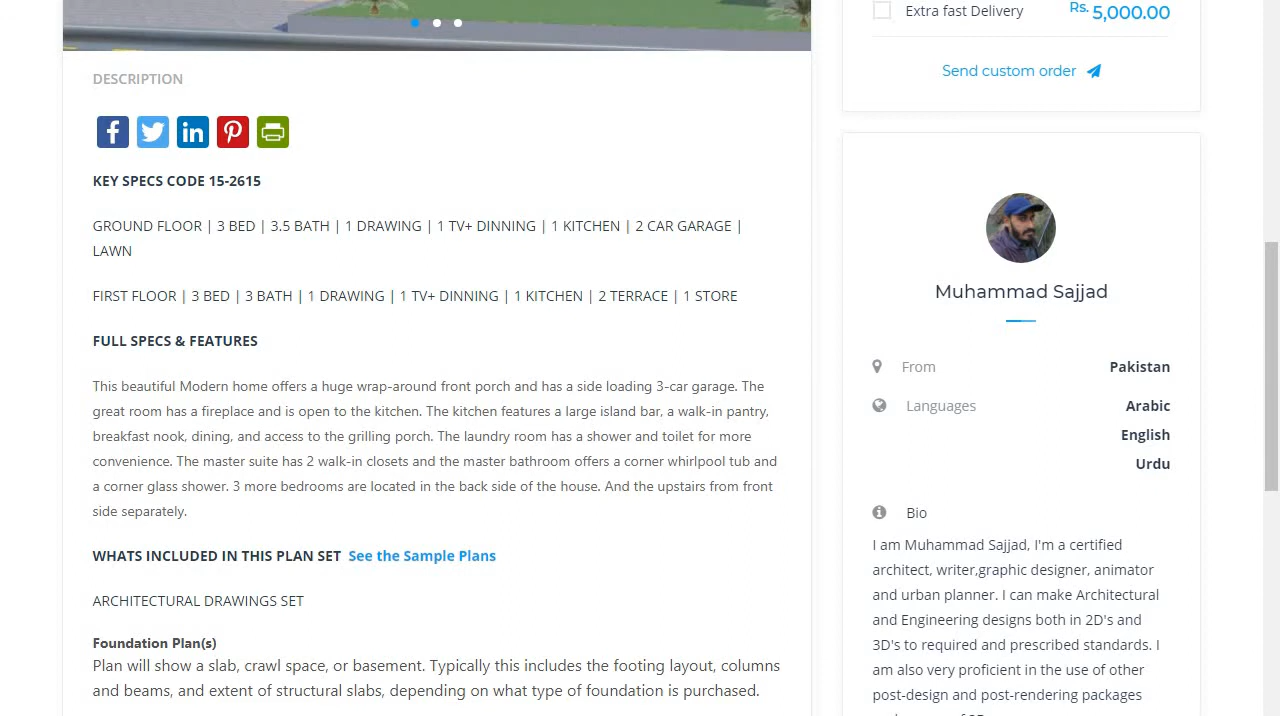 DESCRIPTION
KEY SPECS CODE 15-2615
GROUND FLOOR | 3 BED | 3.5 BATH | 1 DRAWING | 1 TV+ DINNING | 1 KITCHEN | 2 CAR GARAGE |
LAWN
FIRST FLOOR | 3 BED | 3 BATH | 1 DRAWING | 1 TV+ DINNING | 1 KITCHEN | 2 TERRACE | 1 STORE
FULL SPECS & FEATURES
This beautiful Modern home offers a huge wrap-around front porch and has a side loading 3-car garage. The
great room has a fireplace and is open to the kitchen. The kitchen features a large island bar, a walk-in pantry,
breakfast nook, dining, and access to the grilling porch. The laundry room has a shower and toilet for more
convenience. The master suite has 2 walk-in closets and the master bathroom offers a corner whirlpool tub and
a corner glass shower. 3 more bedrooms are located in the back side of the house. And the upstairs from front
side separately.
WHATS INCLUDED IN THIS PLAN SET See the Sample Plans
ARCHITECTURAL DRAWINGS SET
Foundation Plan(s)
Plan will show a slab, crawl space, or basement. Typically this includes the footing layout, columns
and beams, and extent of structural slabs, depending on what type of foundation is purchased.
Extra fast Delivery Rs. 5,000.00
Send custom order
Muhammad Sajjad
From Pakistan
Languages Arabic
English
Urdu
Bio
I am Muhammad Sajjad, I'm a certified
architect, writer,graphic designer, animator
and urban planner. I can make Architectural
and Engineering designs both in 2D's and
3D's to required and prescribed standards. I
am also very proficient in the use of other
post-design and post-rendering packages